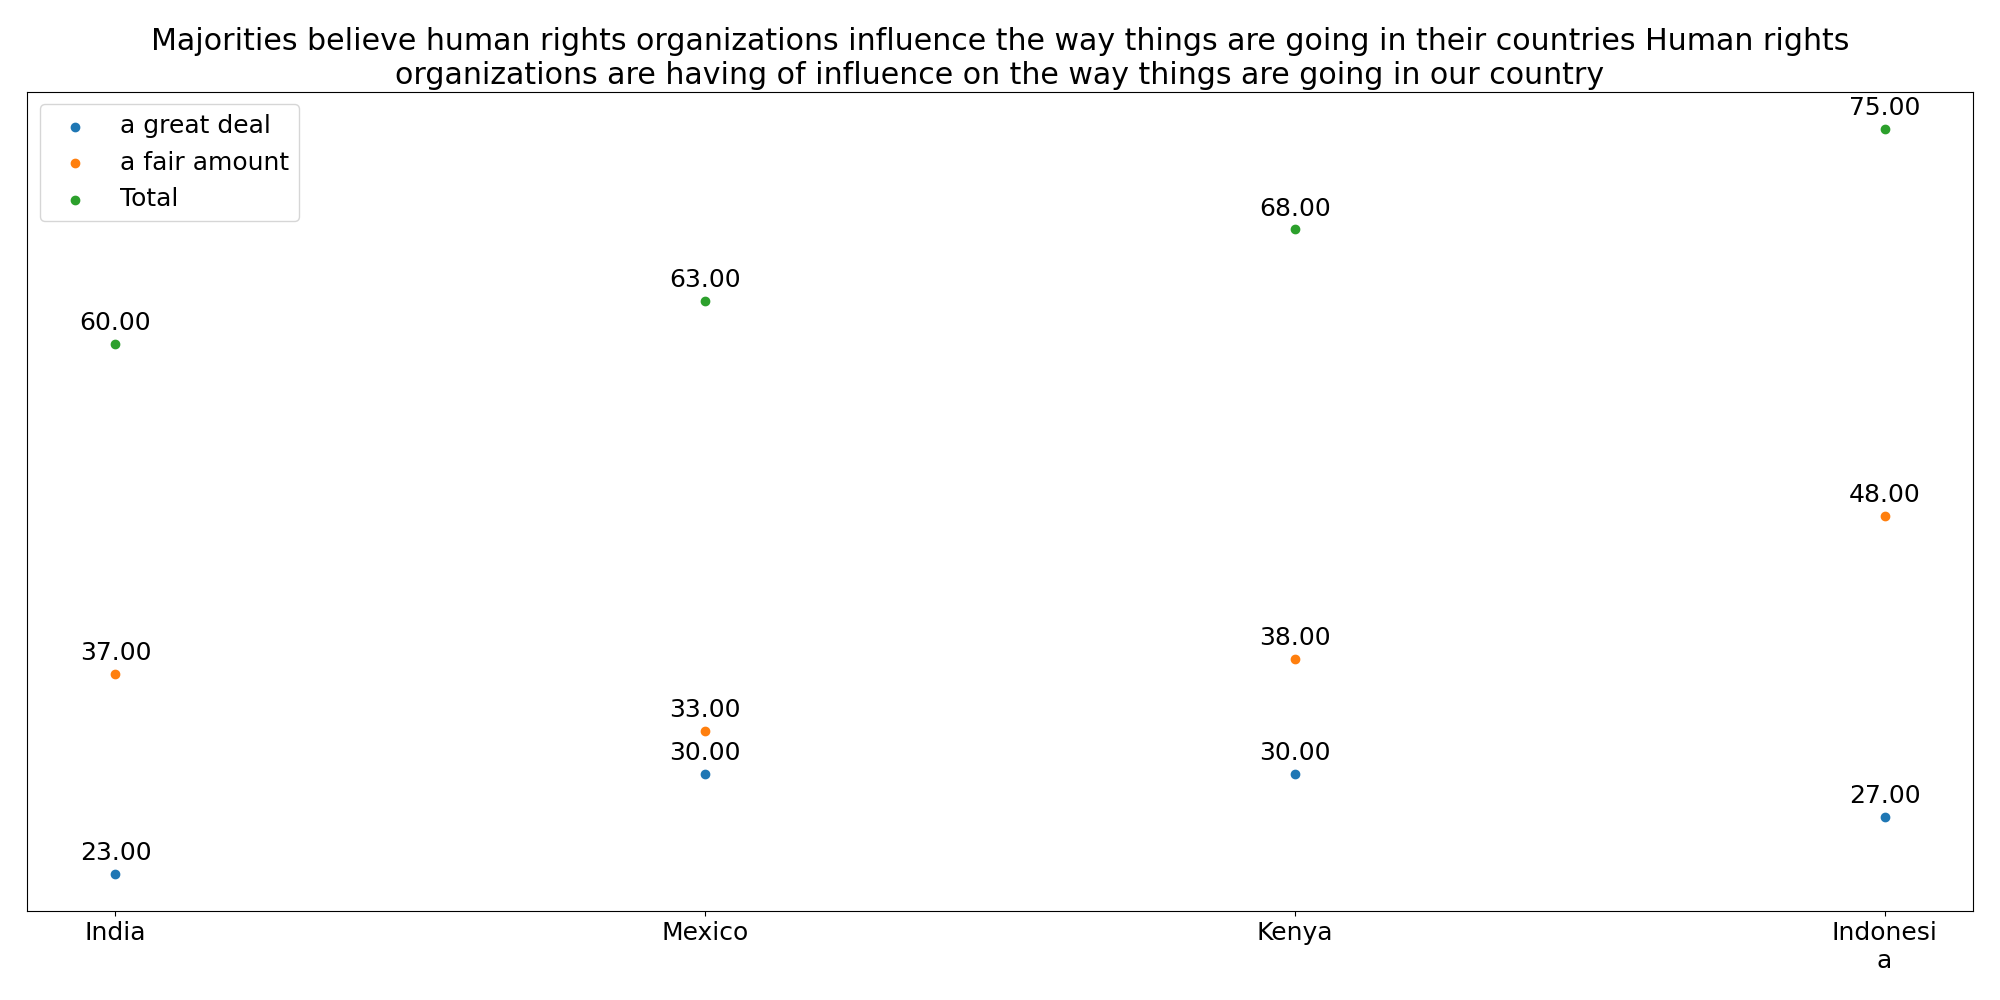 Majorities believe human rights organizations influence the way things are going in their countries Human rights
organizations are having of influence on the way things are going in our country
a great deal
a fair amount
Total
75.00
68.00
63.00
60.00
48.00
37.00
38.00
33.00
30.00
30.00
27.00
23.00
India
Mexico
Kenya
Indonesi
a